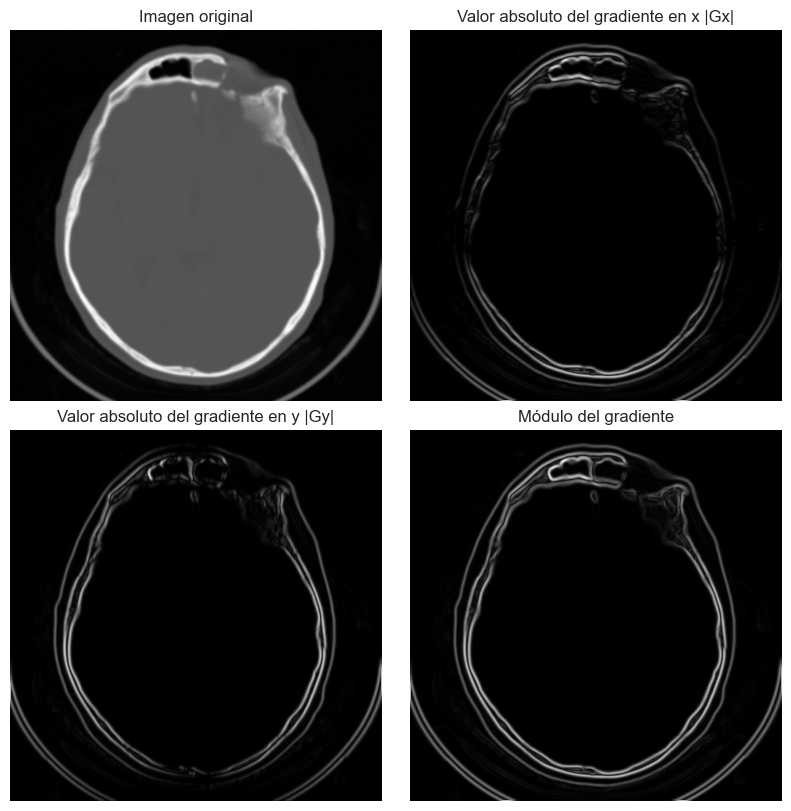 Imagen original
Valor absoluto del gradiente en x |Gx|
Valor absoluto del gradiente en y |Gy|
Módulo del gradiente